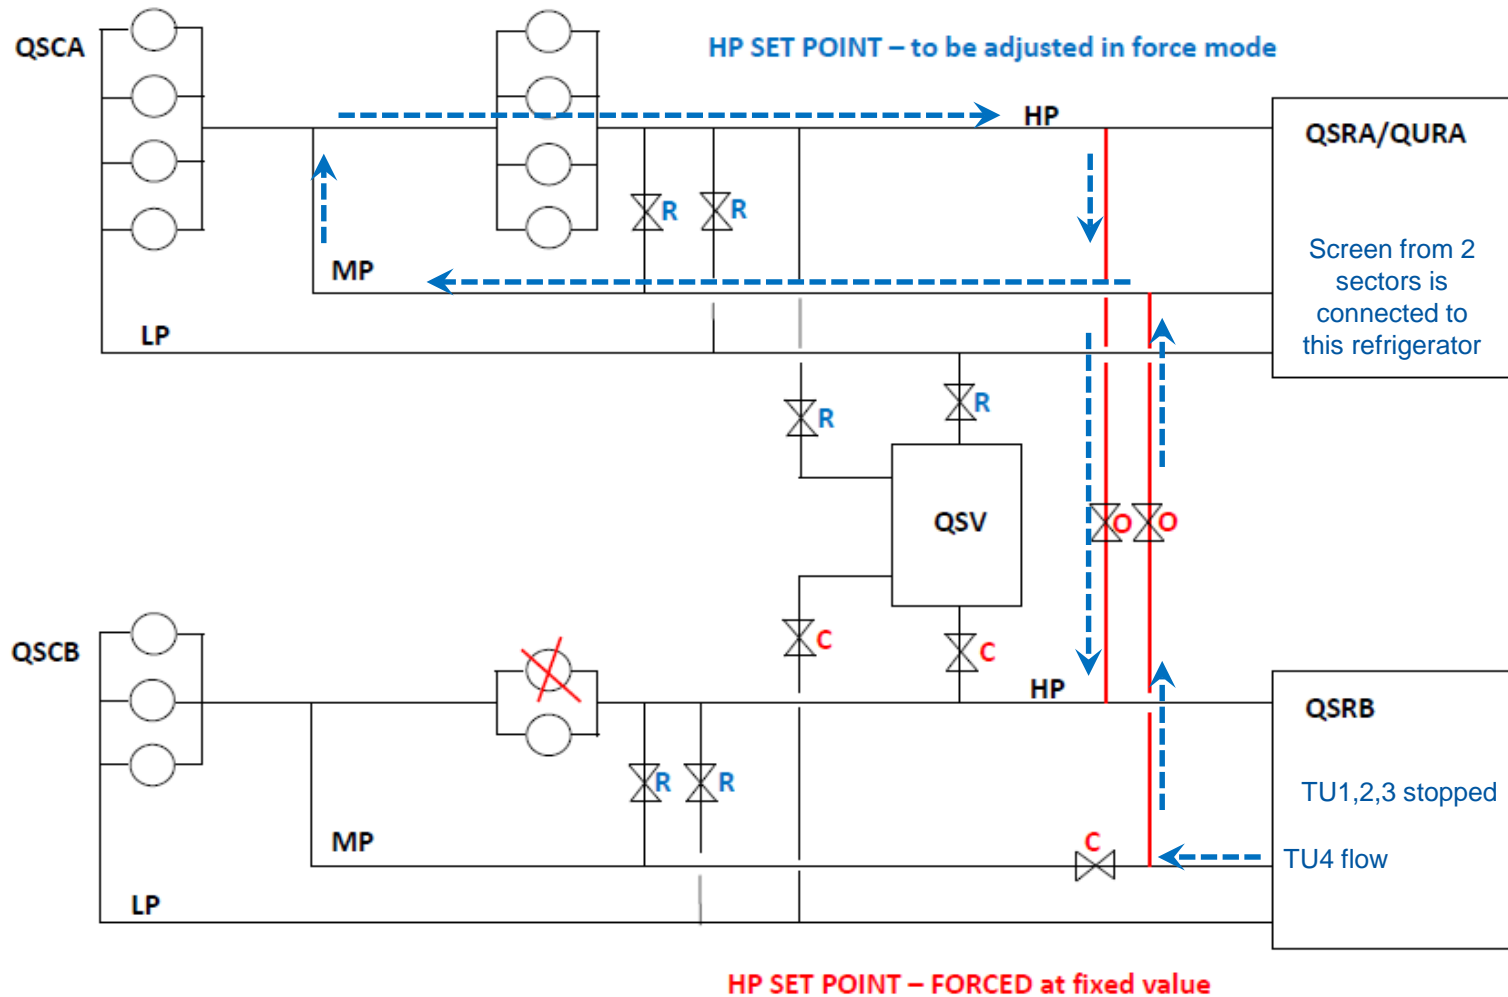 QSCA
HP SET POINT – to be adjusted in force mode
HP
QSRA/QURA
R
R
Screen from 2
sectors is
connected to
this refrigerator
MP
LP
R
R
QSV
O
O
QSCB
C
C
HP
QSRB
R
R
TU1,2,3 stopped
MP
C
TU4 flow
LP
HP SET POINT – FORCED at fixed value